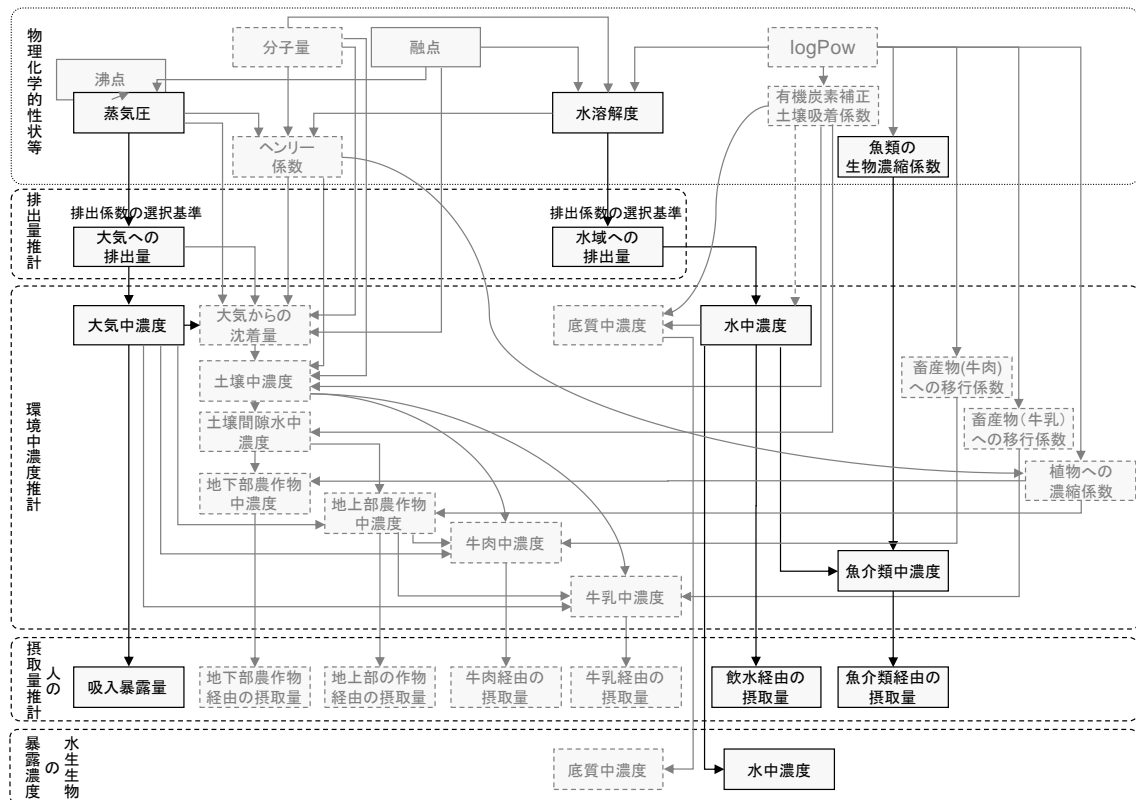 物理化学的性状等
分子量
融点
logPow
沸点
蒸気圧
水溶解度
有機炭素補正
土壌吸着係数
ヘンリー
係数
魚類の
生物濃縮係数
排出量推計
排出係数の選択基準
排出係数の選択基準
大気への
排出量
水域への
排出量
環境中濃度推計
大気中濃度
大気からの
沈着量
底質中濃度
水中濃度
土壌中濃度
畜産物(牛肉)
への移行係数
土壌間隙水中
濃度
畜産物(牛乳)
への移行係数
地下部農作物
中濃度
植物への
濃縮係数
地上部農作物
中濃度
牛肉中濃度
魚介類中濃度
牛乳中濃度
人の
摂取量推計
吸入暴露量
地下部農作物
経由の摂取量
地上部の作物
経由の摂取量
牛肉経由の
摂取量
牛乳経由の
摂取量
飲水経由の
摂取量
魚介類経由の
摂取量
水生生物
の
暴露濃度
底質中濃度
水中濃度